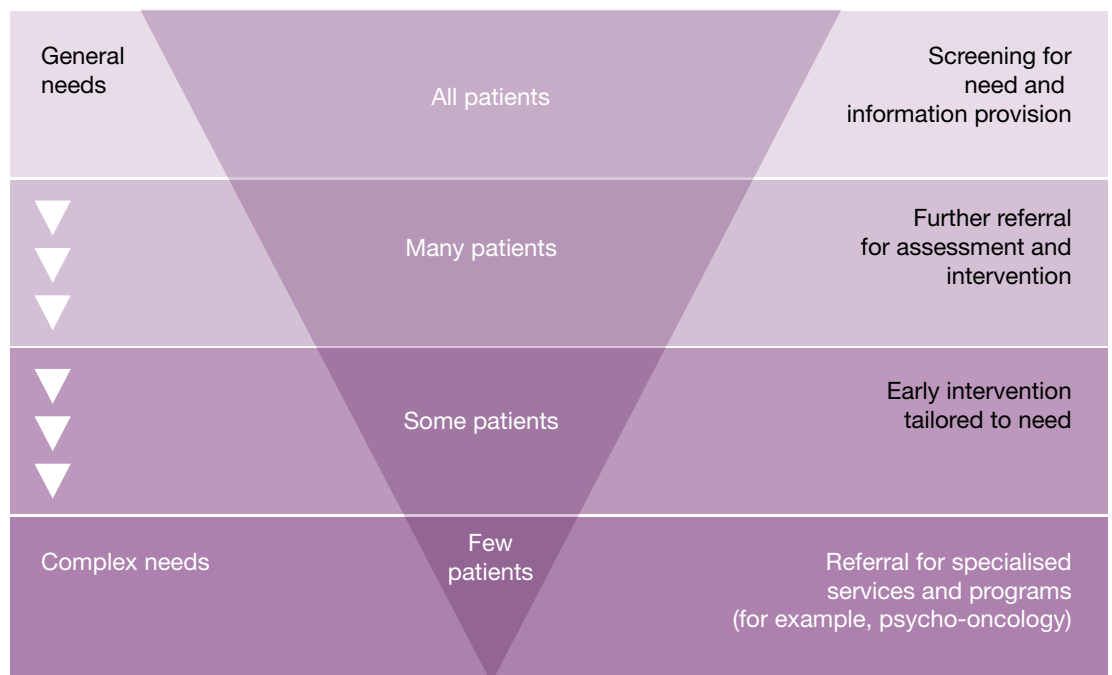 General
needs
All patients
Screening for
need and
information provision
Many patients
Further referral
for assessment and
intervention
Some patients
Early intervention
tailored to need
Complex needs
Few
patients
Referral for specialised
services and programs
(for example, psycho-oncology)